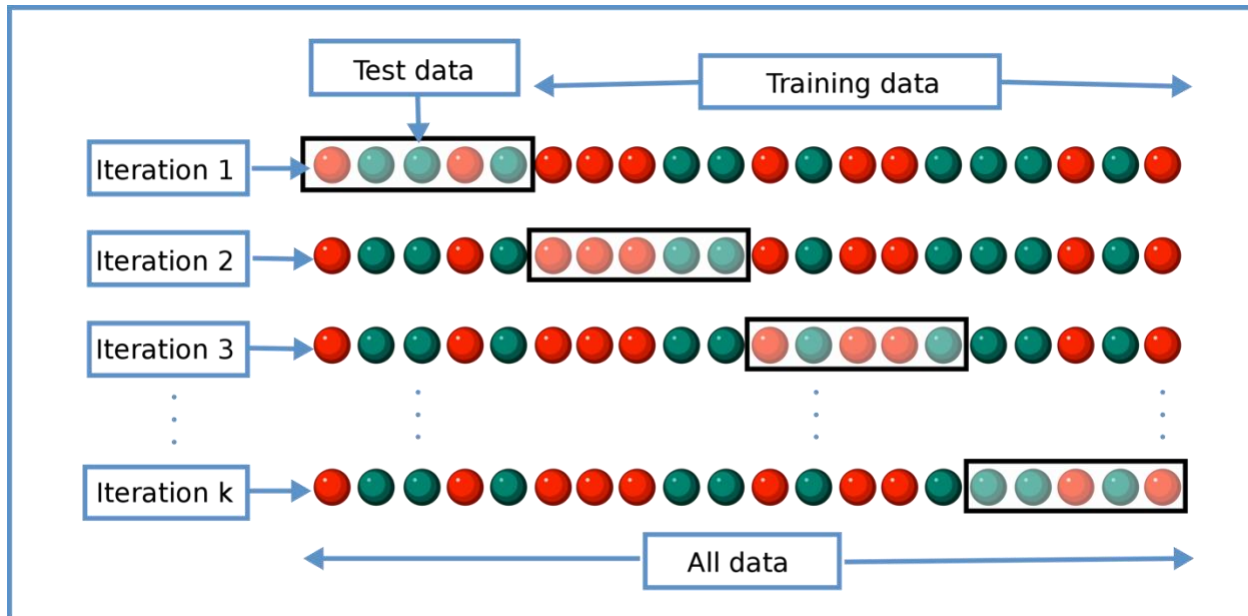 Test data
Training data
Iteration 1
Iteration 2
Iteration 3
Iteration k
All data